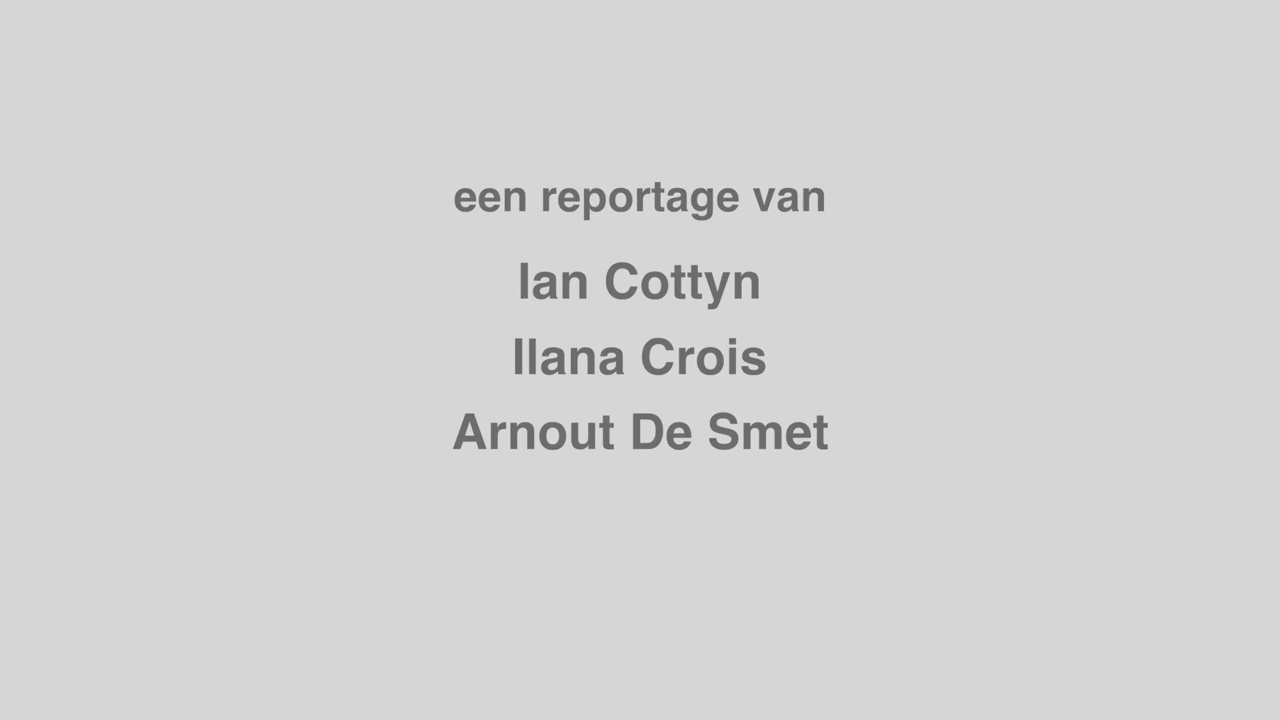 een reportage van
Ian Cottyn
Ilana Crois
Arnout De Smet